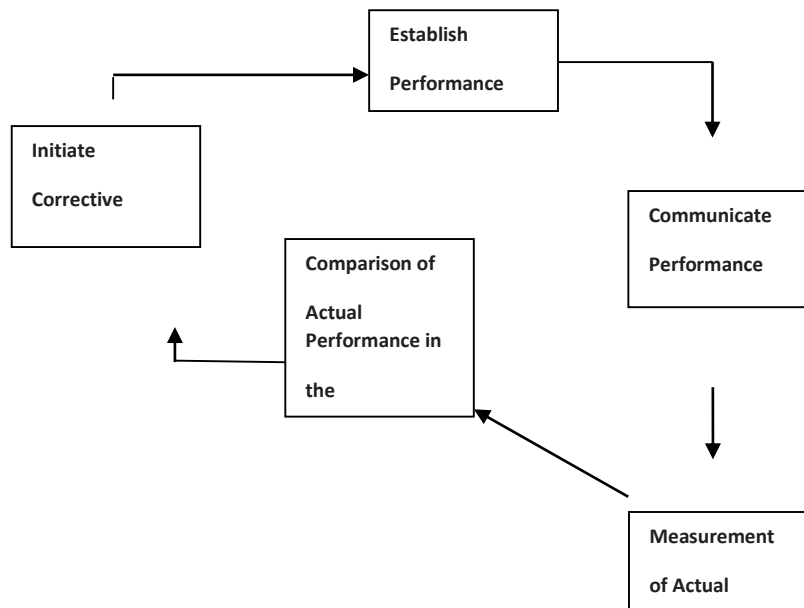 Establish
Performance
Initiate
Corrective
Communicate
Performance
Comparison of
Actual
Performance in
the
Measurement
of Actual